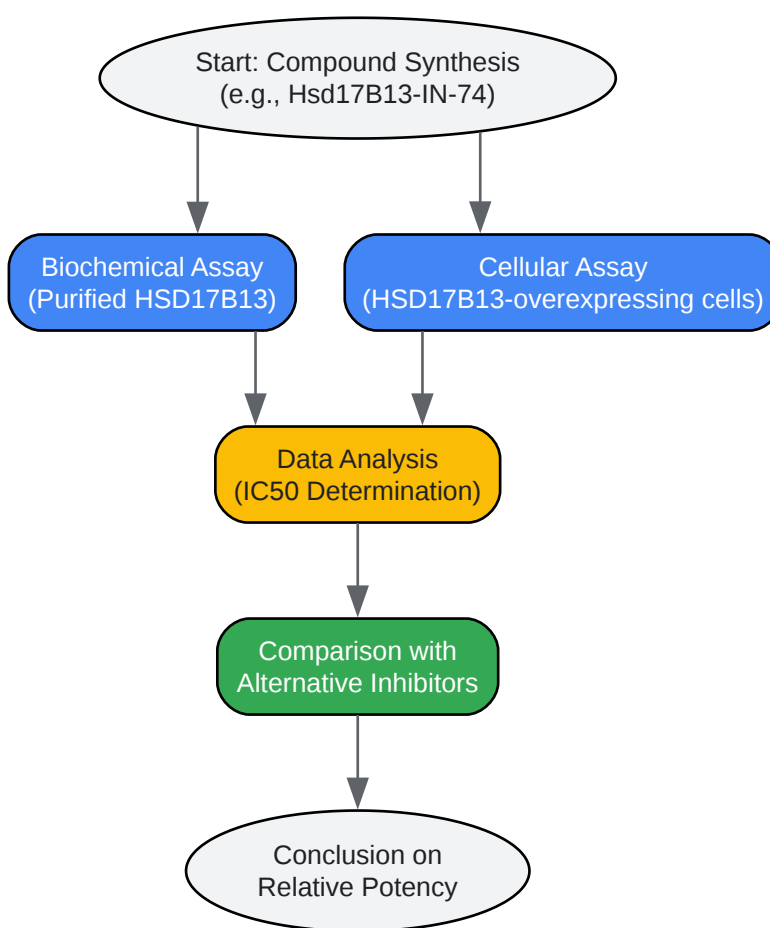 Start: Compound Synthesis
(e.g., Hsd17B13-IN-74)
Biochemical Assay
(Purified HSD17B13)
Cellular Assay
(HSD17B13-overexpressing cells)
Data Analysis
(IC50 Determination)
Comparison with
Alternative Inhibitors
Conclusion on
Relative Potency